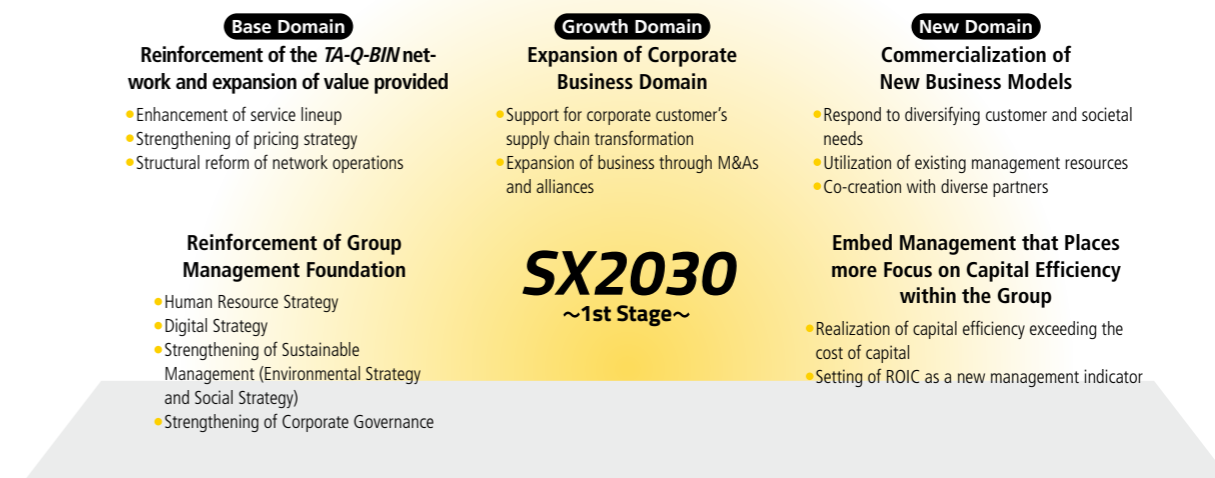 Base Domain
Reinforcement of the TA-Q-BIN net-
work and expansion of value provided
•Enhancement of service lineup
•Strengthening of pricing strategy
•Structural reform of network operations
Growth Domain
Expansion of Corporate
Business Domain
•Support for corporate customer's
supply chain transformation
•Expansion of business through M&As
and alliances
New Domain
Commercialization of
New Business Models
•Respond to diversifying customer and societal
needs
•Utilization of existing management resources
•Co-creation with diverse partners
Reinforcement of Group
Management Foundation
•Human Resource Strategy
•Digital Strategy
•Strengthening of Sustainable
Management (Environmental Strategy
and Social Strategy)
•Strengthening of Corporate Governance
SX2030
～1st Stage～
Embed Management that Places
more Focus on Capital Efficiency
within the Group
•Realization of capital efficiency exceeding the
cost of capital
•Setting of ROIC as a new management indicator